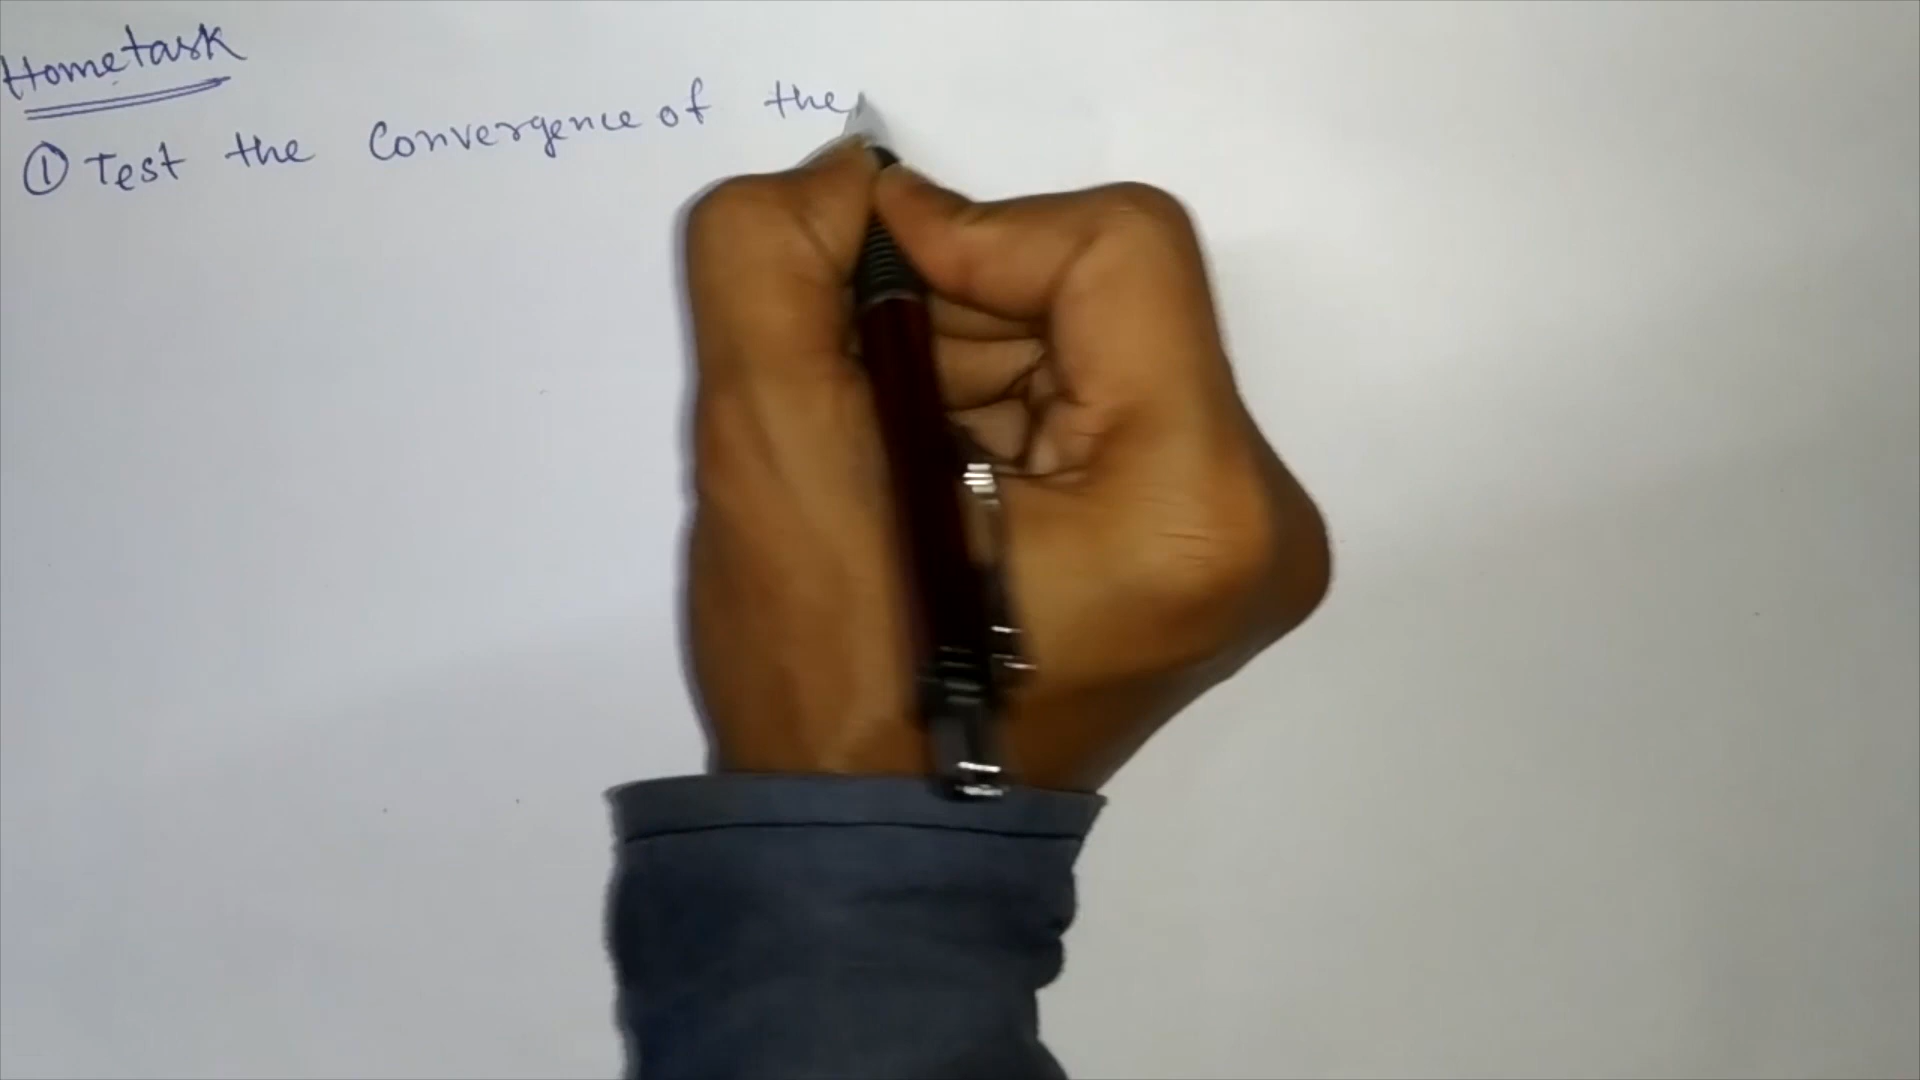 Hometask
① Test the Convergence of the